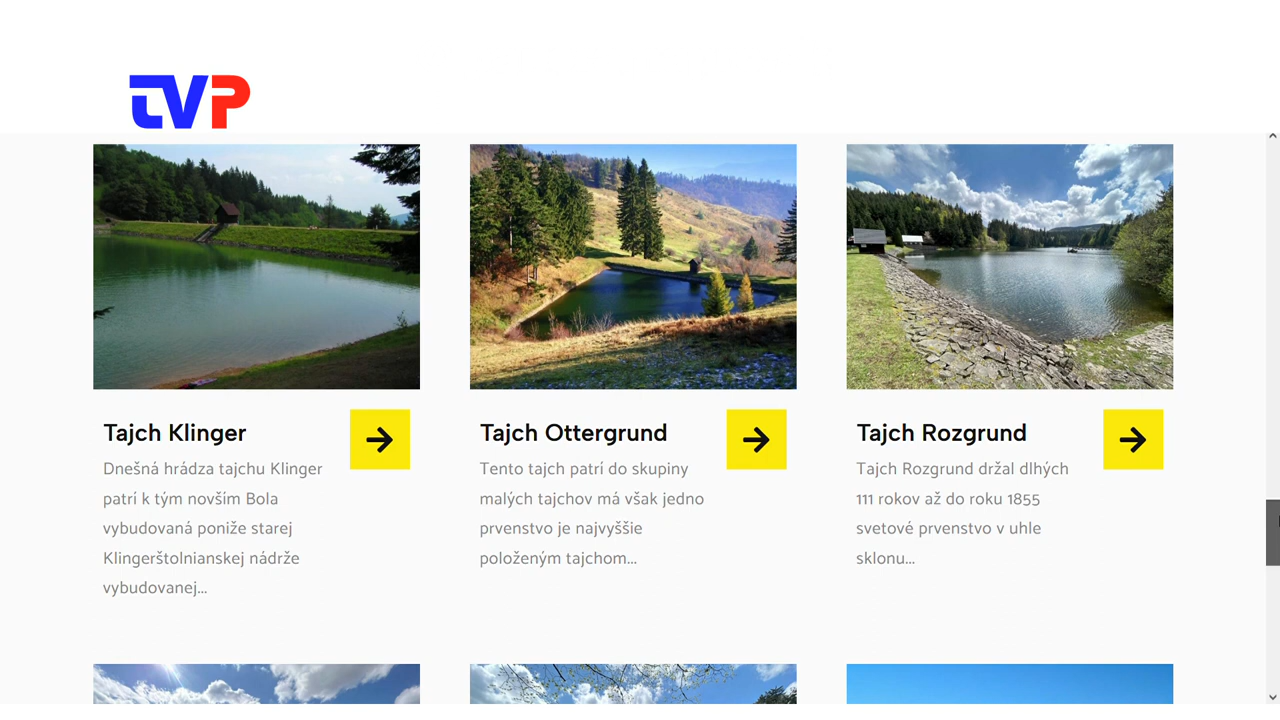 TVP
Tajch Klinger
Dnešná hrádza tajchu Klinger
patrí k tým novším Bola
vybudovaná poniže starej
Klingerštolnianskej nádrže
vybudovanej...
Tajch Ottergrund
Tento tajch patrí do skupiny
malých tajchov má však jedno
prvenstvo je najvyššie
položeným tajchom...
Tajch Rozgrund
Tajch Rozgrund držal dlhých
111 rokov až do roku 1855
svetové prvenstvo v uhle
sklonu...